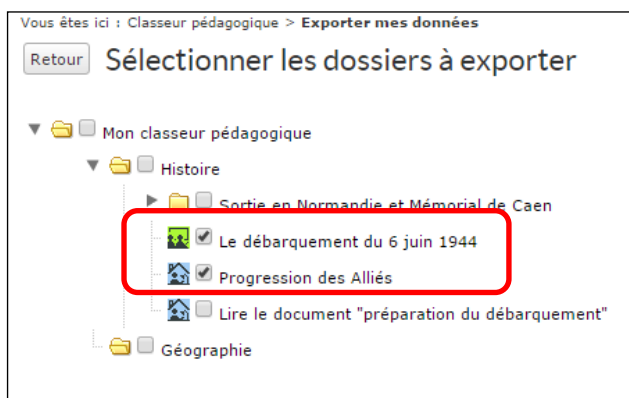 Vous êtes ici : Classeur pédagogique > Exporter mes données
Retour Sélectionner les dossiers à exporter
Mon classeur pédagogique
Histoire
Sortie en Normandie et Mémorial de Caen
Le débarquement du 6 juin 1944
Progression des Alliés
Lire le document "préparation du débarquement"
Géographie